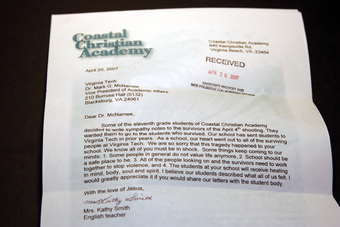 Coastal
Christian
Academy
Coastal Christian Academy
Virginia Beach, VA 23464
RECEIVED
2007
April 20, 2007
Virginia Tech
Dr. Mark G. McNamee,
Vice President of Academic Affairs
210 Burruss Hall (0132)
Blacksburg, VA 24061
Dear Dr. McNamee,
Some of the eleventh grade students of Coastal Christian Academy
decided to write sympathy notes to the survivors of the April shooting. They
wanted them to go to the students who survived. Our school has sent students to
Virginia Tech in prior years. As a school, our heart went out to all of the surviving
people at Virginia Tech. We are so sorry that this tragedy happened to your
school. We know all of you must be in shock. Some things keep coming to our
minds: 1. Some people in general do not value life anymore, 2. School should be
a safe place to be, 3. All of the people looking on and the survivors need to work
together to stop violence, and 4. The students at your school will receive healing
in mind, body, soul and spirit. I believe our students described what all of us felt. I
would greatly appreciate it if you would share our letters with the student body.
With the love of Jesus,
Mrs. Kathy Smith
English teacher